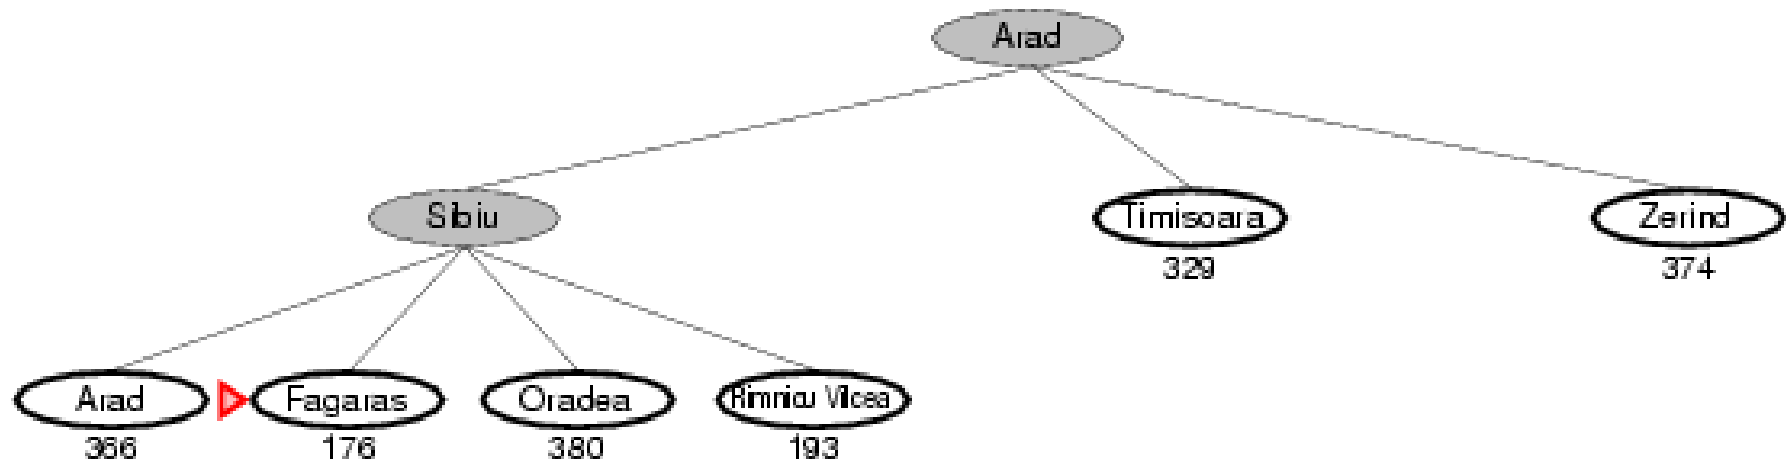 Arad
Sibiu
Timisoara
Zerind
329
374
Arad
Fagaras
Oradea
Rimnicu Vilcea
366
176
380
193